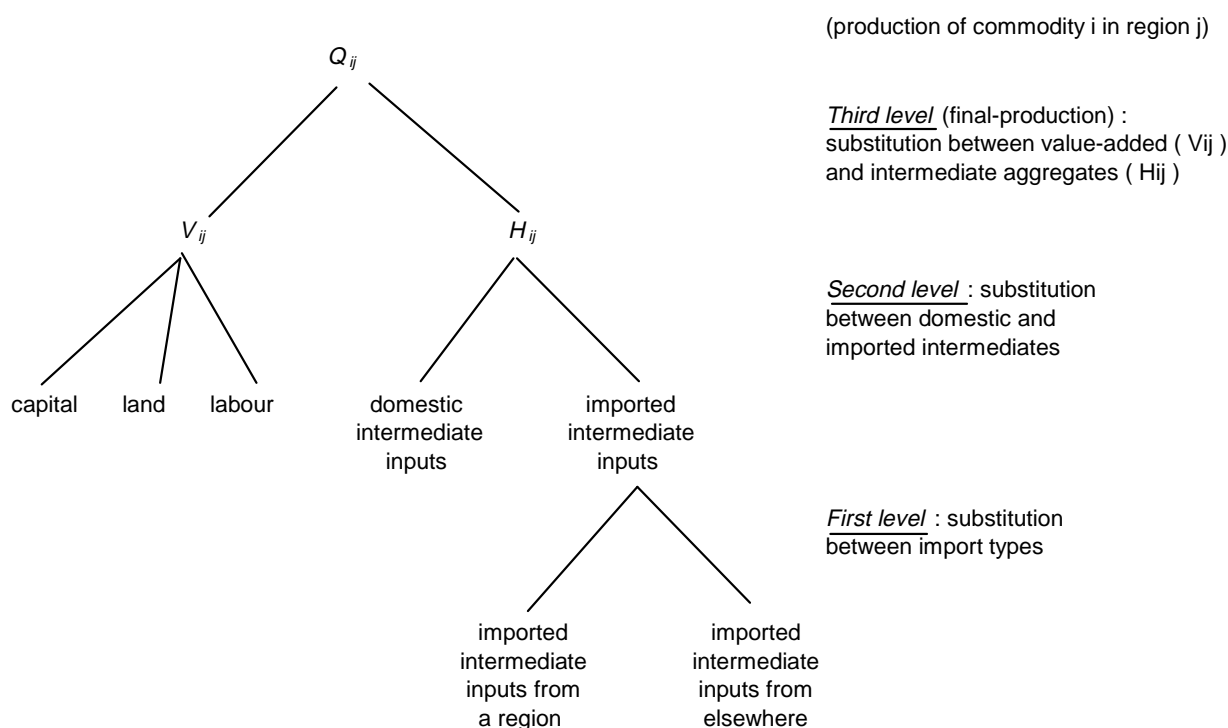 (production of commodity i in region j)
Q ij
Third level (final-production) :
substitution between value-added ( Vij )
and intermediate aggregates ( Hij )
V ij
H ij
Second level : substitution
between domestic and
imported intermediates
capital
land
labour
domestic
intermediate
inputs
imported
intermediate
inputs
First level : substitution
between import types
imported
intermediate
inputs from
a region
imported
intermediate
inputs from
elsewhere